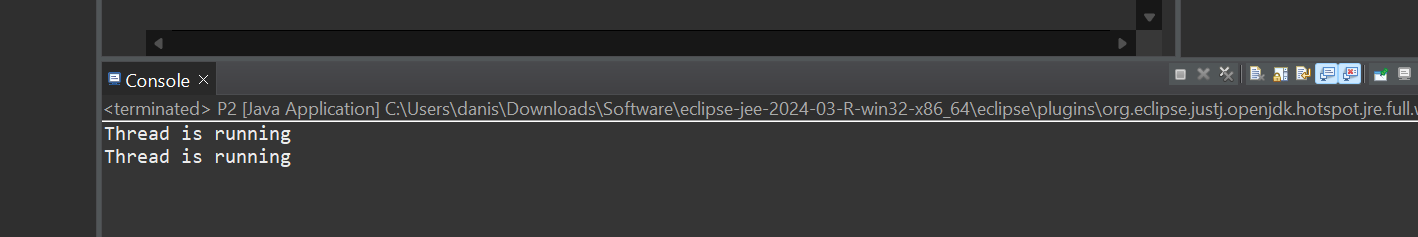 Console
<terminated> P2 [Java Application] C:\Users\danis\Downloads\Software\eclipse-jee-2024-03-R-win32-x86_64\eclipse\plugins\org.eclipse.justj.openjdk.hotspot.jre.full.
Thread is running
Thread is running